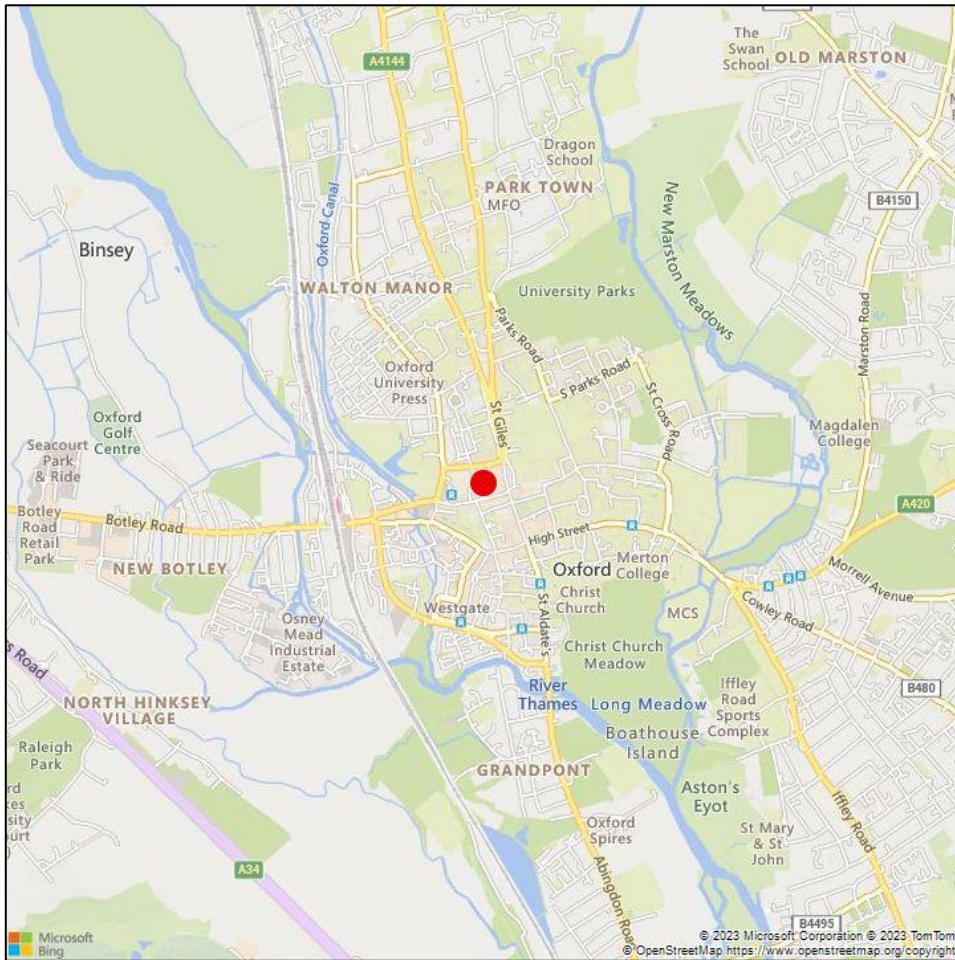 The
Swan
School
OLD MARSTON
A4144
Dragon
School
PARK TOWN
MFO
B4150
New Marston Meadows
Oxford Canal
Binsey
WALTON MANOR
University Parks
Parks Road
Marston Road
Oxford
University
Press
S Parks Road
St Cross Road
St Giles
Oxford
Golf
Centre
Magdalen
College
Seacourt
Park
& Ride
A420
Botley
Road
Retail
Park
Botley Road
High Street
NEW BOTLEY
Oxford
Merton
College
Morrell Avenue
Christ
Church
Cowley Road
MCS
Westgate
St Aldate's
Osney
Mead
Industrial
Estate
Christ Church
Meadow
River
Thames
Iffley
Road
Sports
Complex
B480
NORTH HINKSEY
VILLAGE
Long Meadow
Boathouse
Island
Raleigh
Park
GRANDPONT
Aston's
Eyot
Iffley Road
Oxford
Spires
St Mary
& St
John
A34
Abingdon Road
B4495
Microsoft
Bing
© 2023 Microsoft Corporation © 2023 TomTom
© OpenStreetMap https://www.openstreetmap.org/copyright